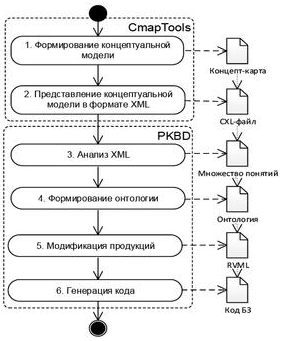 CmapTools
1. Формирование концептуальной
модели
Концепт-карта
2. Представление концептуальной
модели в формате XML
CXL-файл
PKBD
3. Анализ XML
Множество понятий
4. Формирование онтологии
Онтология
5. Модификация продукций
RVML
6. Генерация кода
Код БЗ